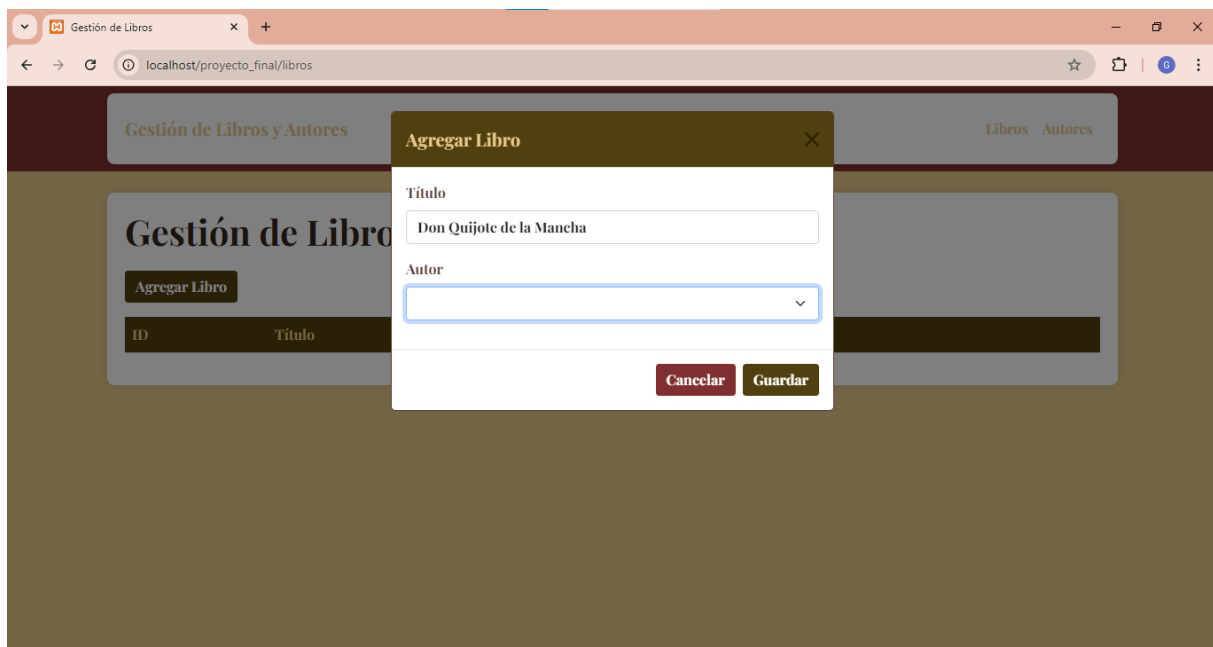 Gestión de Libros
localhost/proyecto_final/libros
G
Gestión de Libros y Autores
Libros Autores
Agregar Libro
Título
Don Quijote de la Mancha
Autor
Cancelar Guardar
Gestión de Libro
Agregar Libro
ID Título